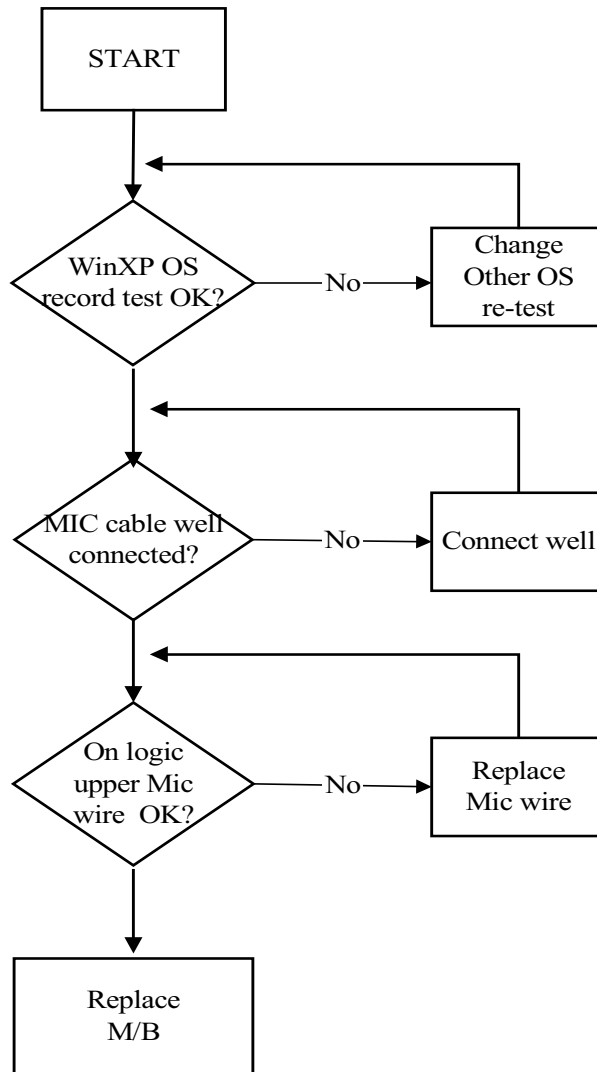 START
WinXP OS
record test OK?
No
Change
Other OS
re-test
MIC cable well
connected?
No
Connect well
On logic
upper Mic
wire OK?
No
Replace
Mic wire
Replace
M/B